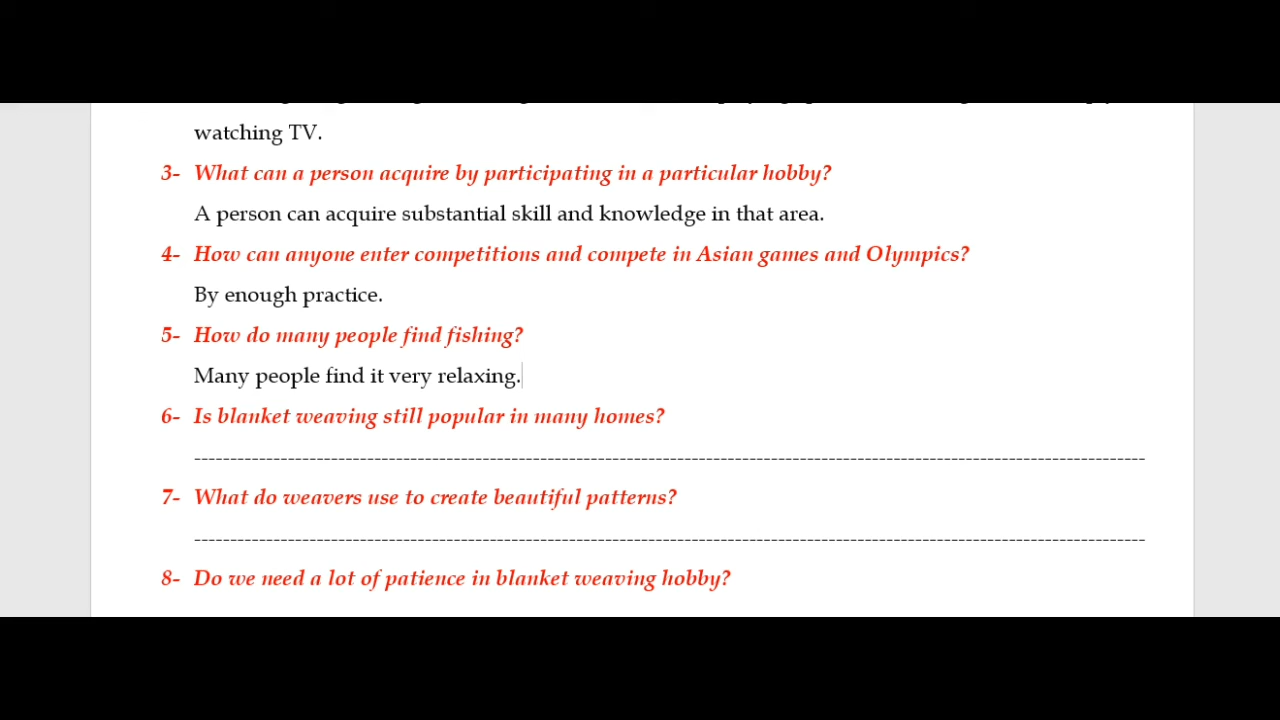 watching TV.
3- What can a person acquire by participating in a particular hobby?
A person can acquire substantial skill and knowledge in that area.
4- How can anyone enter competitions and compete in Asian games and Olympics?
By enough practice.
5- How do many people find fishing?
Many people find it very relaxing.
6- Is blanket weaving still popular in many homes?
7- What do weavers use to create beautiful patterns?
8- Do we need a lot of patience in blanket weaving hobby?